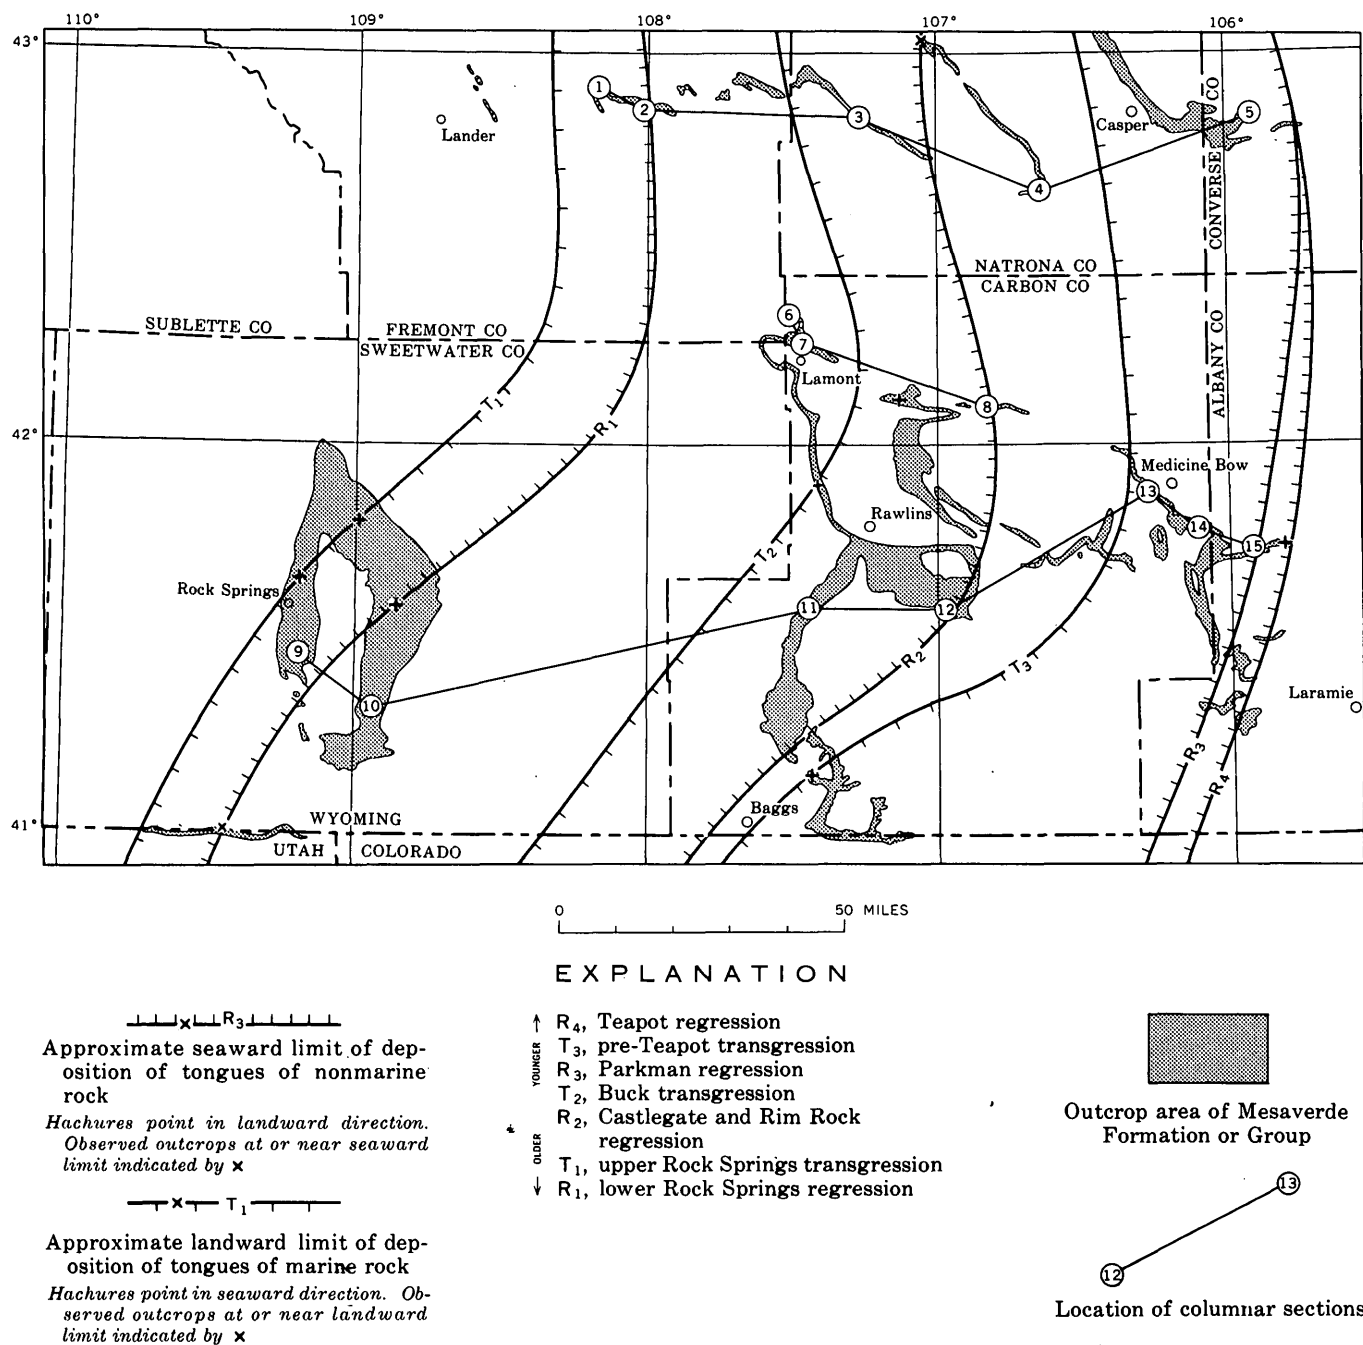 110° 109° 108° 107° 106°
43°
1 2 3 4 5
Lander
Casper
CONVERSE CO
ALBANY CO
NATRONA CO
CARBON CO
SUBLETTE CO
FREMONT CO
SWEETWATER CO
6
7
Lamont
8
T1
R1
42°
Medicine Bow
13
14
15
Rawlins
T2
Rock Springs
11
12
9
10
R2
T3
Laramie
R3
R4
Baggs
41°
WYOMING
UTAH
COLORADO
0 50 MILES
EXPLANATION
R3
Approximate seaward limit of dep-
osition of tongues of nonmarine
rock
Hachures point in landward direction.
Observed outcrops at or near seaward
limit indicated by ×
T1
Approximate landward limit of dep-
osition of tongues of marine rock
Hachures point in seaward direction. Ob-
served outcrops at or near landward
limit indicated by ×
YOUNGER
OLDER
R4, Teapot regression
T3, pre-Teapot transgression
R3, Parkman regression
T2, Buck transgression
R2, Castlegate and Rim Rock
regression
T1, upper Rock Springs transgression
R1, lower Rock Springs regression
Outcrop area of Mesaverde
Formation or Group
13
12
Location of columnar sections